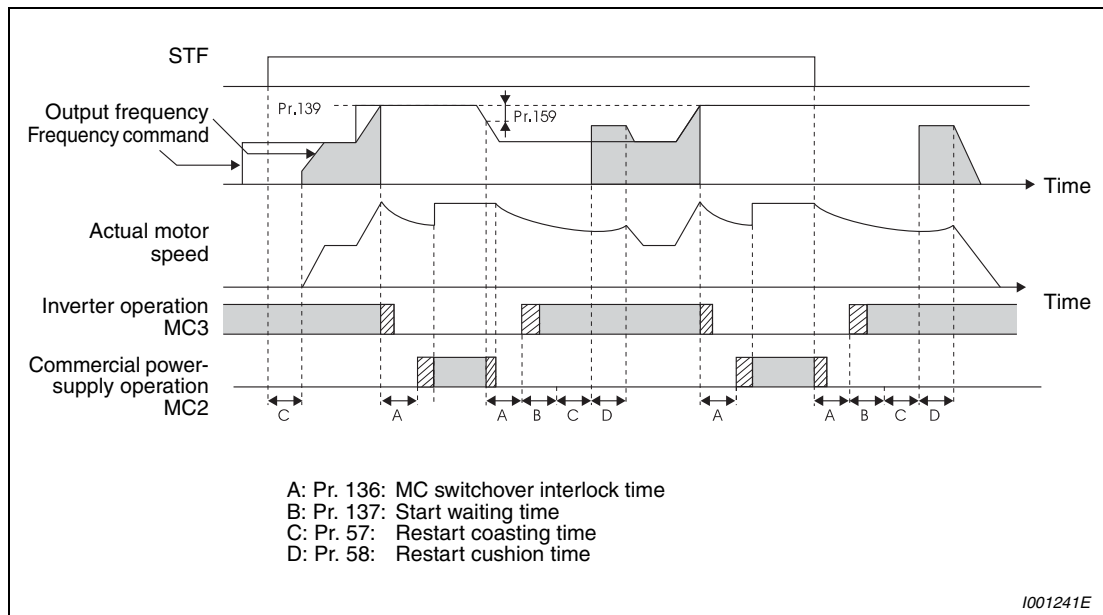 STF
Output frequency
Frequency command
Pr.139
Pr.159
Time
Actual motor
speed
Time
Inverter operation
MC3
Commercial power-
supply operation
MC2
C A A B C D A A B C D
A: Pr. 136: MC switchover interlock time
B: Pr. 137: Start waiting time
C: Pr. 57: Restart coasting time
D: Pr. 58: Restart cushion time
I001241E